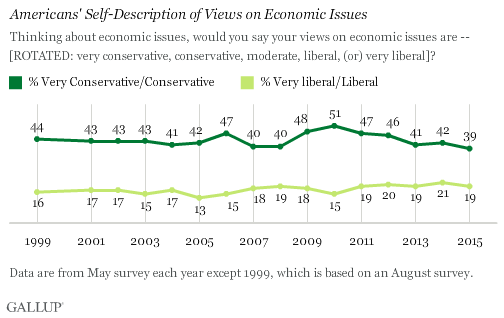 Americans' Self-Description of Views on Economic Issues
Thinking about economic issues, would you say your views on economic issues are --
[ROTATED: very conservative, conservative, moderate, liberal, (or) very liberal]?
% Very Conservative/Conservative % Very liberal/Liberal
44 43 43 43 41 42 47 40 40 48 51 47 46 41 42 39
16 17 17 15 17 13 15 18 19 18 15 19 20 19 21 19
1999 2001 2003 2005 2007 2009 2011 2013 2015
Data are from May survey each year except 1999, which is based on an August survey.
GALLUP®